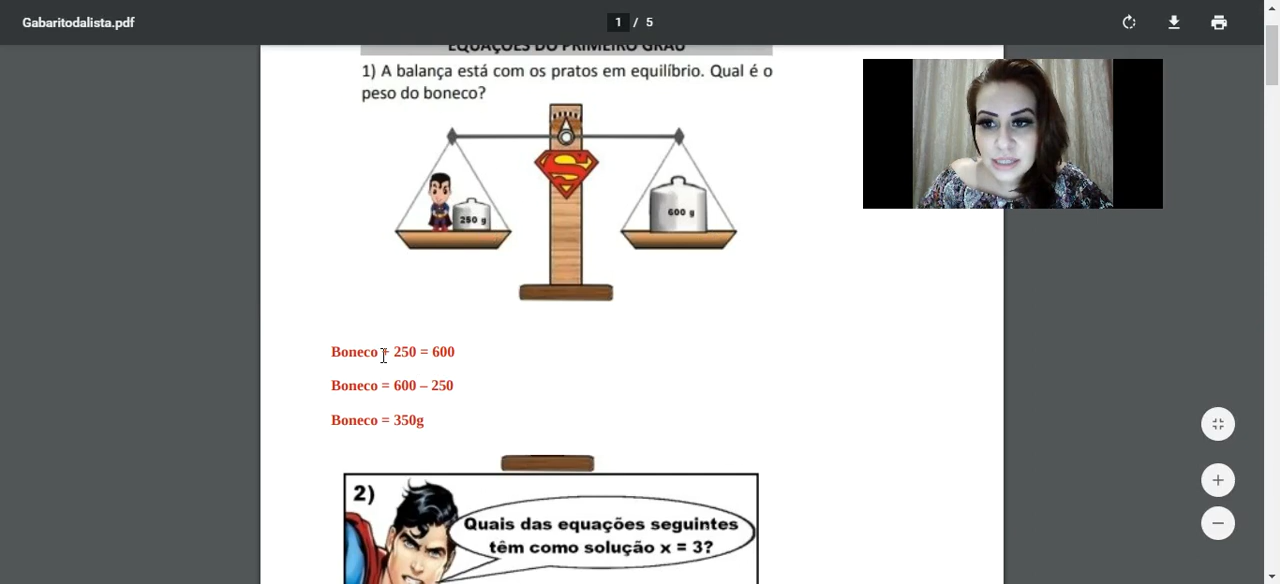 Gabaritodalista.pdf
1 / 5
EQUAÇÕES DO PRIMEIRO GRAU
1) A balança está com os pratos em equilíbrio. Qual é o
peso do boneco?
250 g
600 g
Boneco + 250 = 600
Boneco = 600 – 250
Boneco = 350g
2)
Quais das equações seguintes
têm como solução x = 3?